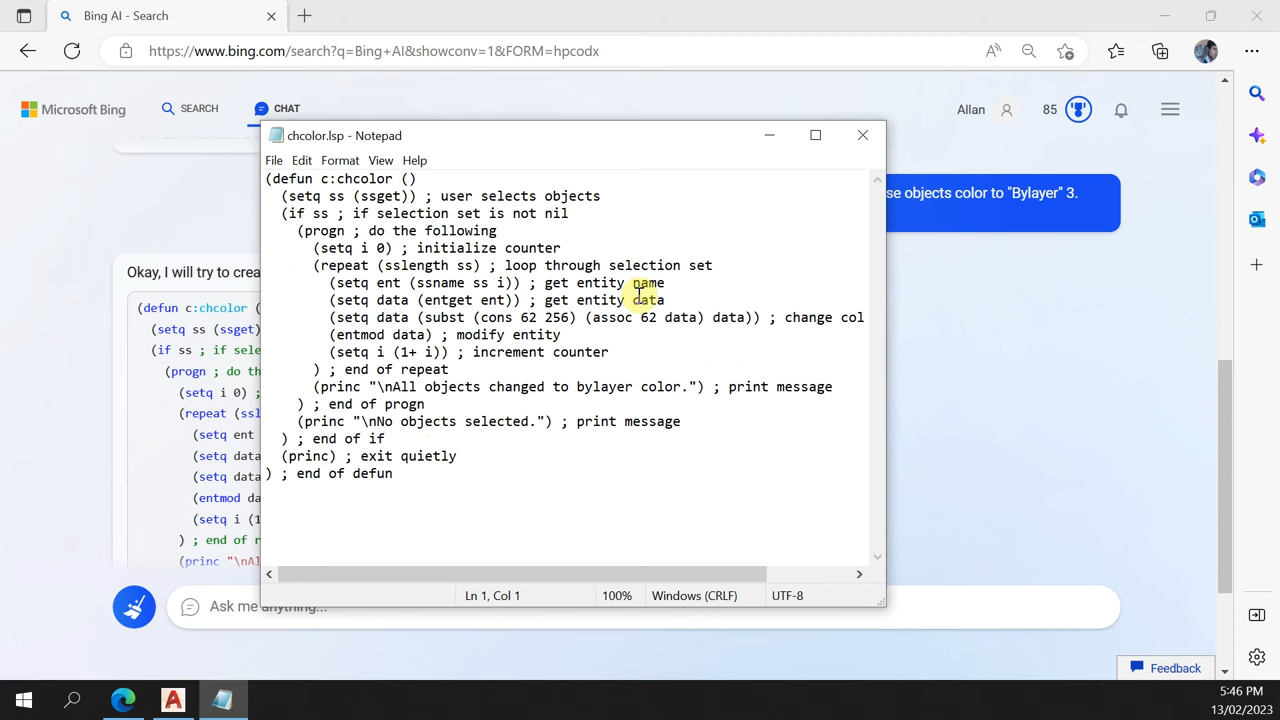 Bing AI - Search
https://www.bing.com/search?q=Bing+AI&showconv=1&FORM=hpcodx
Microsoft Bing
SEARCH
CHAT
Allan
85
se objects color to "Bylayer" 3.
Okay, I will try to crea
(defun c:chcolor (
(setq ss (ssget)
(if ss ; if sele
(progn ; do th
(setq i 0) ;
(repeat (ssl
(setq ent
(setq data
(setq data
(entmod da
(setq i (1
) ; end of r
(princ "\nAl
chcolor.lsp - Notepad
File Edit Format View Help
(defun c:chcolor ()
(setq ss (ssget)) ; user selects objects
(if ss ; if selection set is not nil
(progn ; do the following
(setq i 0) ; initialize counter
(repeat (sslength ss) ; loop through selection set
(setq ent (ssname ss i)) ; get entity name
(setq data (entget ent)) ; get entity data
(setq data (subst (cons 62 256) (assoc 62 data) data)) ; change col
(entmod data) ; modify entity
(setq i (1+ i)) ; increment counter
) ; end of repeat
(princ "\nAll objects changed to bylayer color.") ; print message
) ; end of progn
(princ "\nNo objects selected.") ; print message
) ; end of if
(princ) ; exit quietly
) ; end of defun
Ln 1, Col 1
100%
Windows (CRLF)
UTF-8
Ask me anything...
Feedback
5:46 PM
13/02/2023